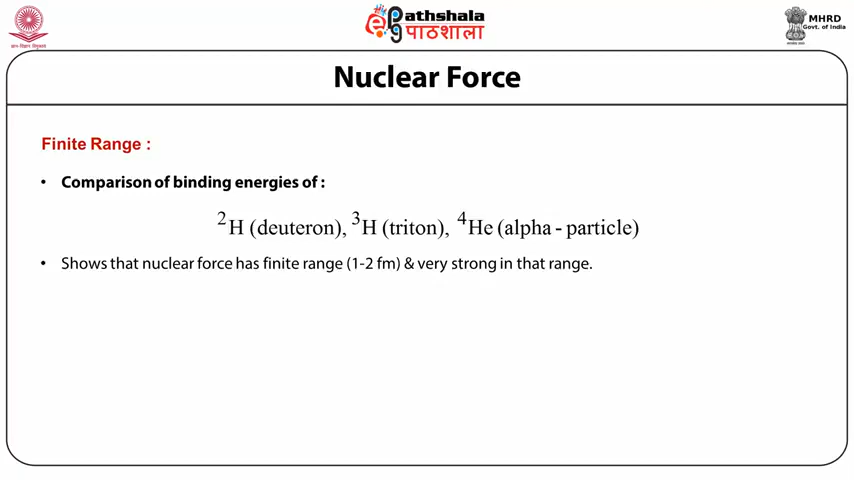 ePathshala
पाठशाला
MHRD
Govt. of India
Nuclear Force
Finite Range :
• Comparison of binding energies of :
²H (deuteron), ³H (triton), ⁴He (alpha - particle)
• Shows that nuclear force has finite range (1-2 fm) & very strong in that range.